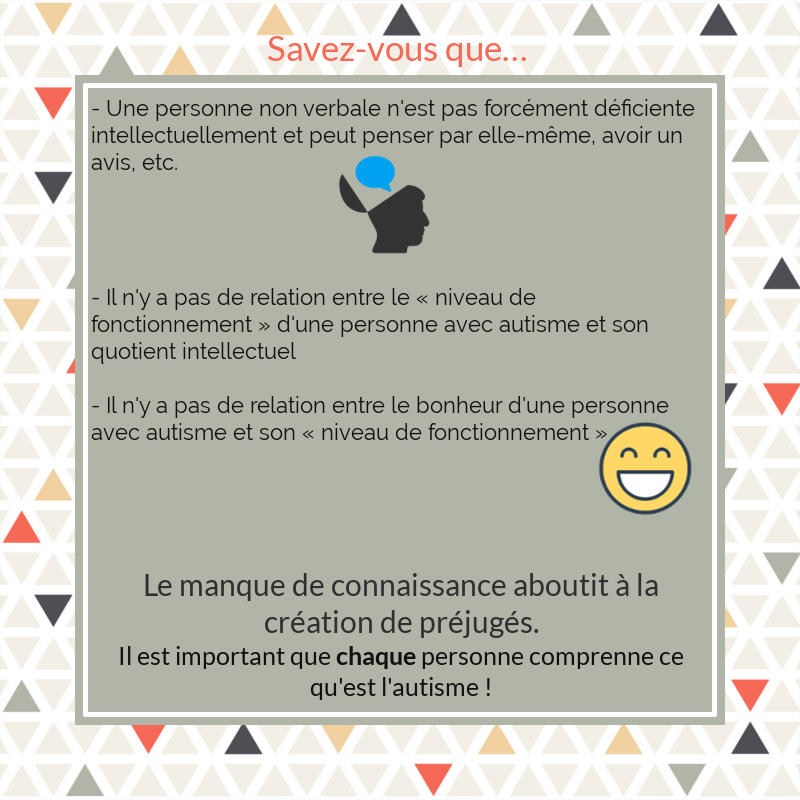 Savez-vous que...
- Une personne non verbale n'est pas forcément déficiente
intellectuellement et peut penser par elle-même, avoir un
avis, etc.
- Il n'y a pas de relation entre le « niveau de
fonctionnement » d'une personne avec autisme et son
quotient intellectuel
- Il n'y a pas de relation entre le bonheur d'une personne
avec autisme et son « niveau de fonctionnement »
Le manque de connaissance aboutit à la
création de préjugés.
Il est important que chaque personne comprenne ce
qu'est l'autisme !